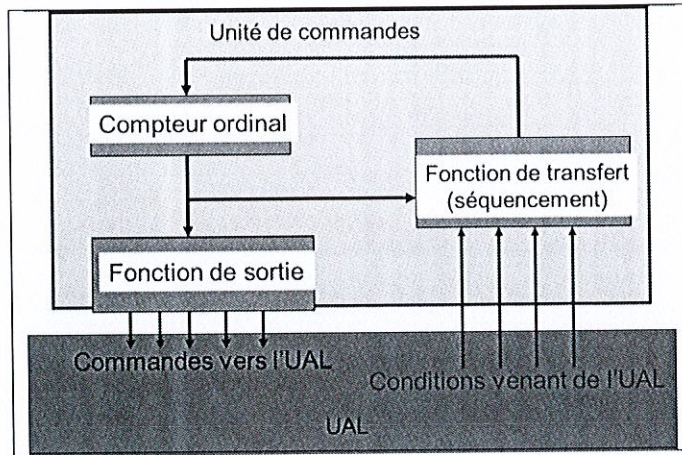 Unité de commandes
Compteur ordinal
Fonction de transfert
(séquencement)
Fonction de sortie
Commandes vers l'UAL
Conditions venant de l'UAL
UAL